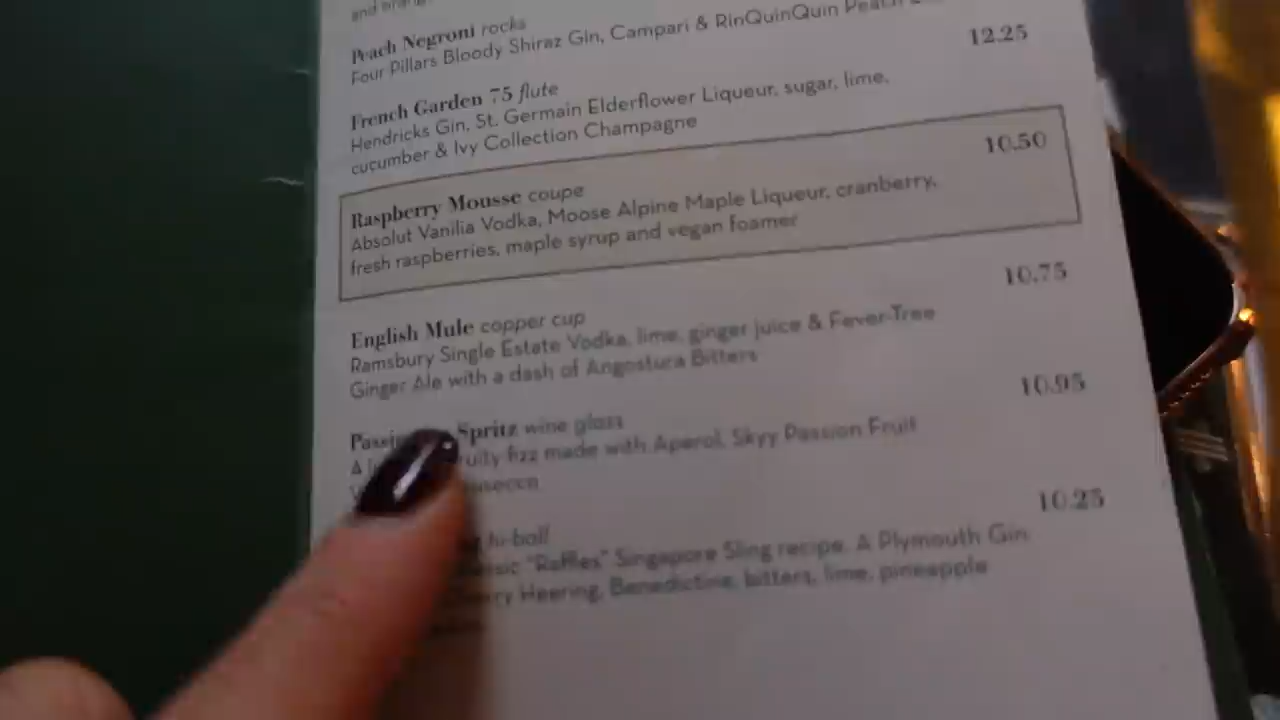 Peach Negroni rocks
Four Pillars Bloody Shiraz Gin, Campari & RinQuinQuin Peach
12.25
French Garden 75 flute
Hendricks Gin, St. Germain Elderflower Liqueur, sugar, lime,
cucumber & Ivy Collection Champagne
10.50
Raspberry Mousse coupe
Absolut Vanilia Vodka, Moose Alpine Maple Liqueur, cranberry,
fresh raspberries, maple syrup and vegan foamer
10.75
English Mule copper cup
Ramsbury Single Estate Vodka, lime, ginger juice & Fever-Tree
Ginger Ale with a dash of Angostura Bitters
10.95
Spritz wine glass
A fizz made with Aperol, Skyy Passion Fruit
10.25
hi-ball
"Raffles" Singapore Sling recipe. A Plymouth Gin
Heering, Benedictine, bitters, lime, pineapple